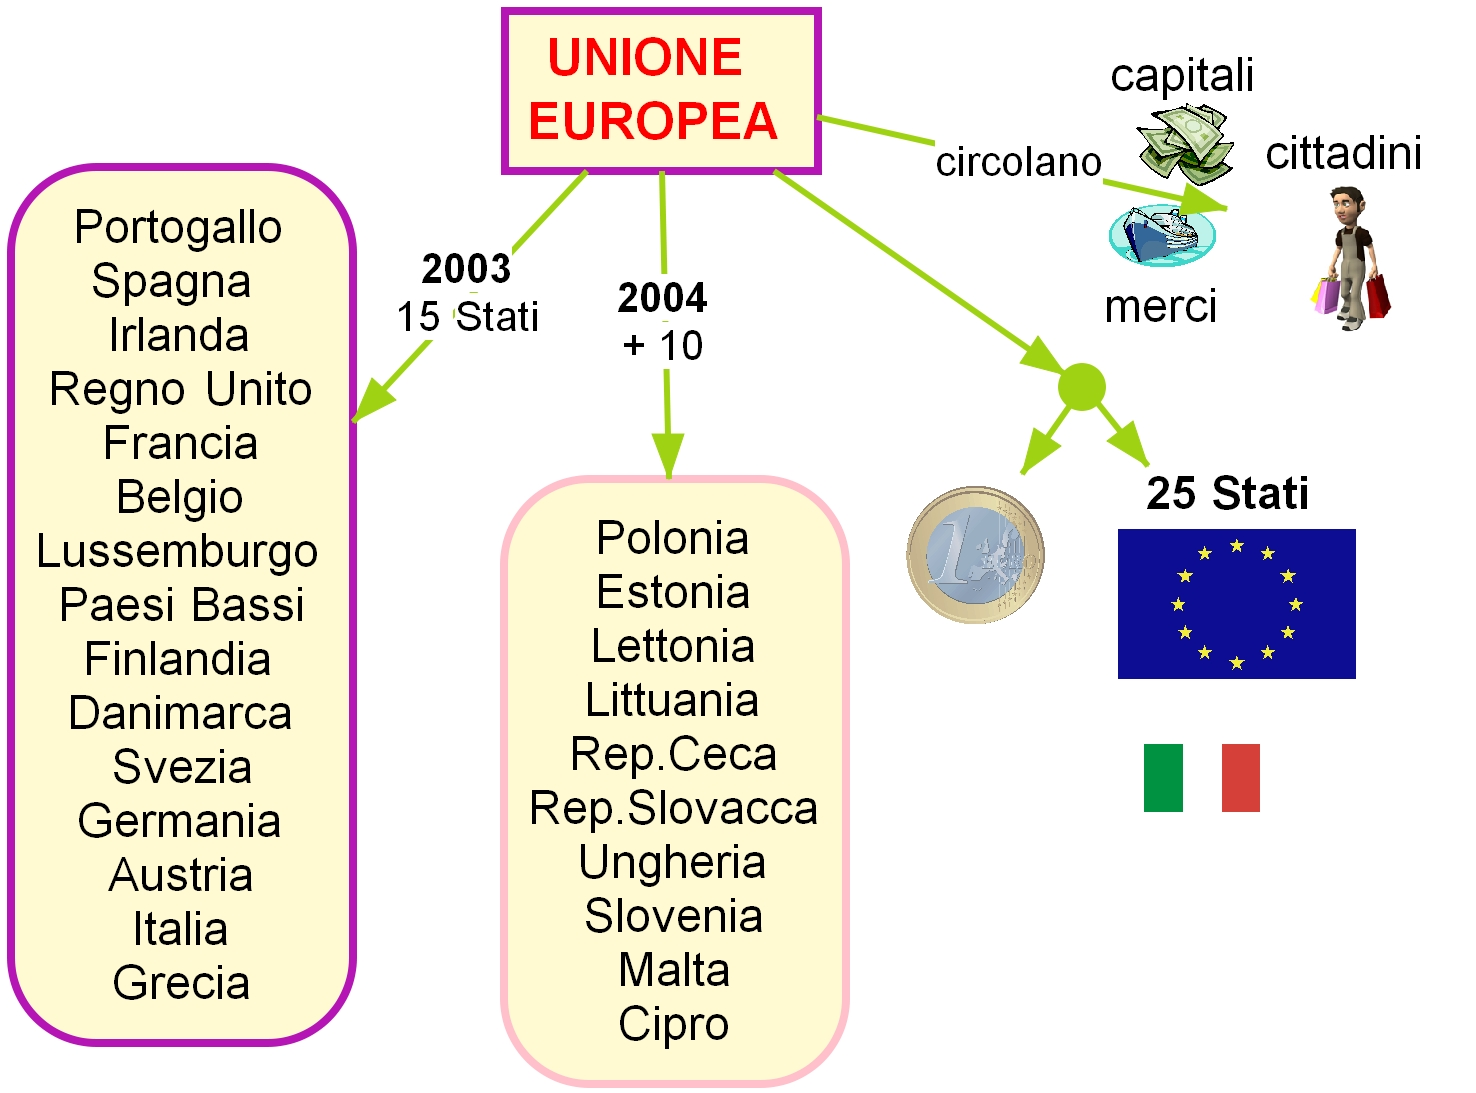 UNIONE
EUROPEA
circolano
capitali
cittadini
merci
2003
15 Stati
Portogallo
Spagna
Irlanda
Regno Unito
Francia
Belgio
Lussemburgo
Paesi Bassi
Finlandia
Danimarca
Svezia
Germania
Austria
Italia
Grecia
2004
+ 10
Polonia
Estonia
Lettonia
Littuania
Rep.Ceca
Rep.Slovacca
Ungheria
Slovenia
Malta
Cipro
1
25 Stati